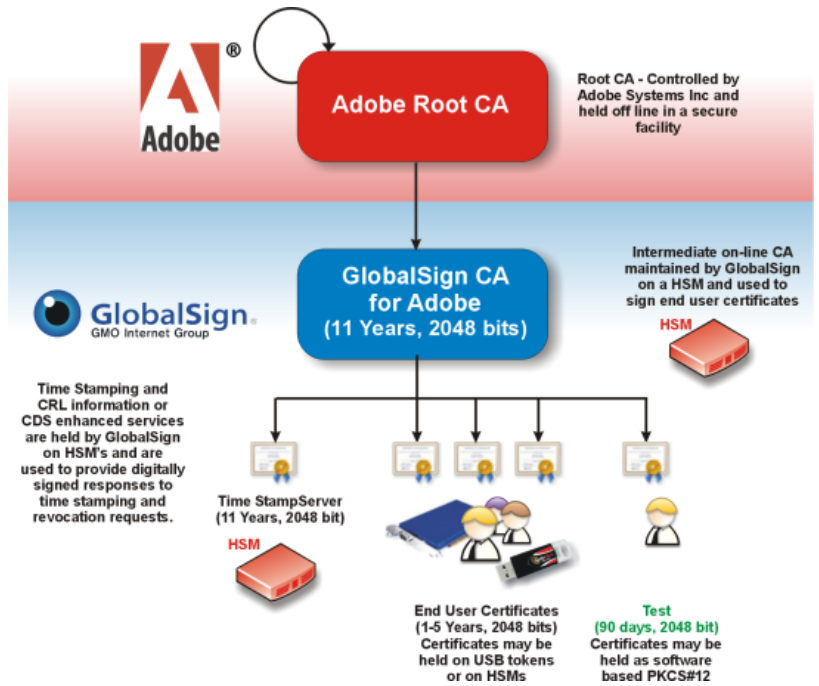 ®
Adobe
Adobe Root CA
Root CA - Controlled by
Adobe Systems Inc and
held off line in a secure
facility
GlobalSign CA
for Adobe
(11 Years, 2048 bits)
GlobalSign®
GMO Internet Group
Intermediate on-line CA
maintained by GlobalSign
on a HSM and used to
sign end user certificates
HSM
Time Stamping and
CRL information or
CDS enhanced services
are held by GlobalSign
on HSM's and are
used to provide digitally
signed responses to
time stamping and
revocation requests.
Time StampServer
(11 Years, 2048 bit)
HSM
End User Certificates
(1-5 Years, 2048 bits)
Certificates may be
held on USB tokens
or on HSMs
Test
(90 days, 2048 bit)
Certificates may be
held as software
based PKCS#12